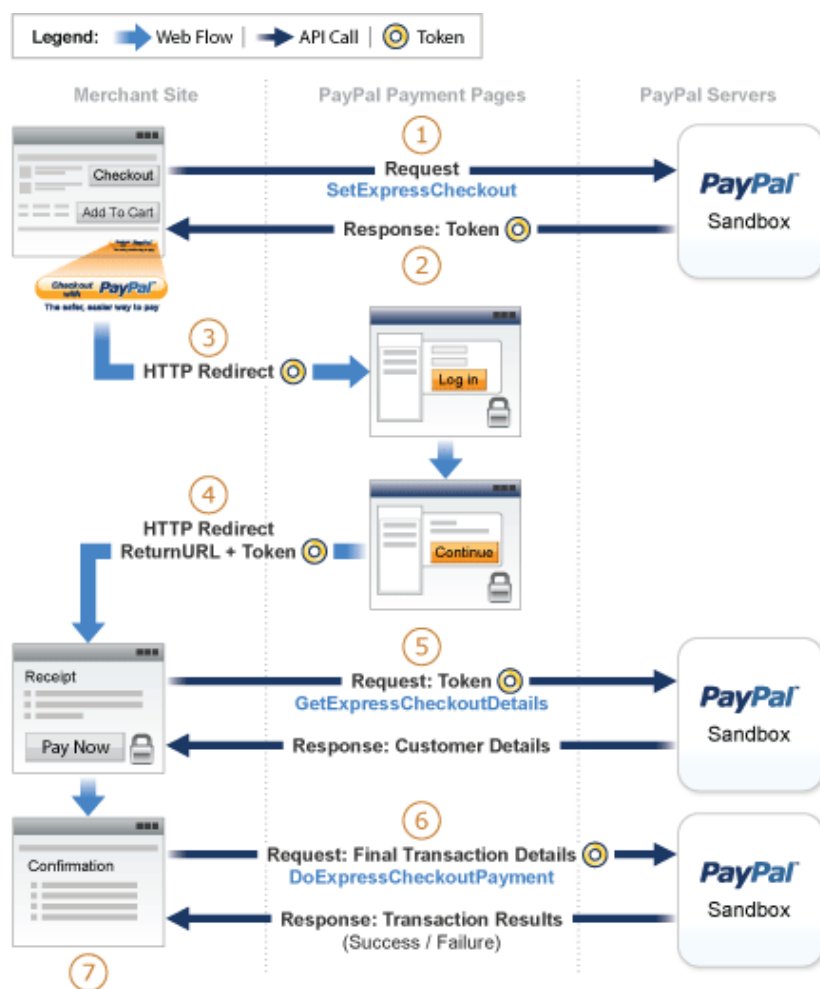 Legend: Web Flow | API Call | Token
Merchant Site
PayPal Payment Pages
PayPal Servers
1
Checkout
Request
SetExpressCheckout
PayPal
Sandbox
Add To Cart
Response: Token
2
Checkout
with
PayPal
The safer, easier way to pay
3
HTTP Redirect
Log in
4
HTTP Redirect
ReturnURL + Token
Continue
5
Receipt
Request: Token
GetExpressCheckoutDetails
PayPal
Sandbox
Pay Now
Response: Customer Details
6
Confirmation
Request: Final Transaction Details
DoExpressCheckoutPayment
PayPal
Sandbox
Response: Transaction Results
(Success / Failure)
7